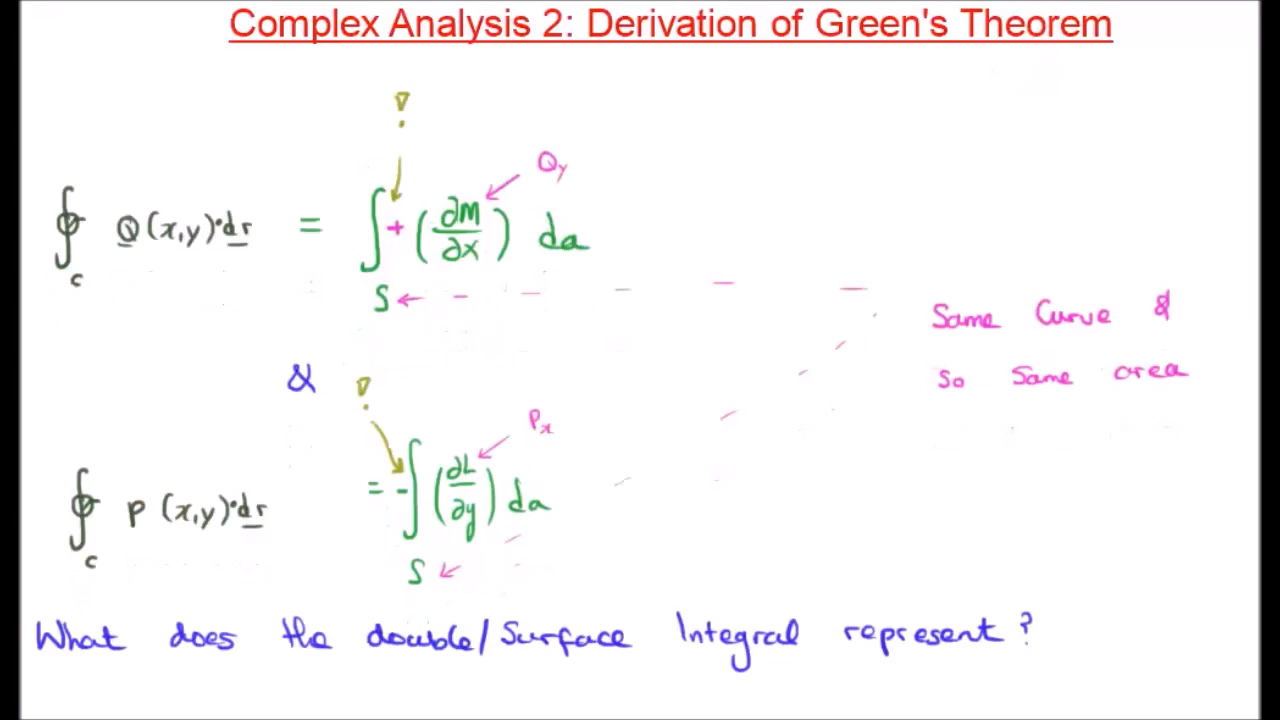 Complex Analysis 2: Derivation of Green's Theorem
∇
·
Qy
∮c Q(x,y)·dr = ∫S + (∂M/∂x) da
Same Curve &
So Same area
& ∇
·
Px
∮c P(x,y)·dr = -∫S (∂L/∂y) da
What does the double/Surface Integral represent?